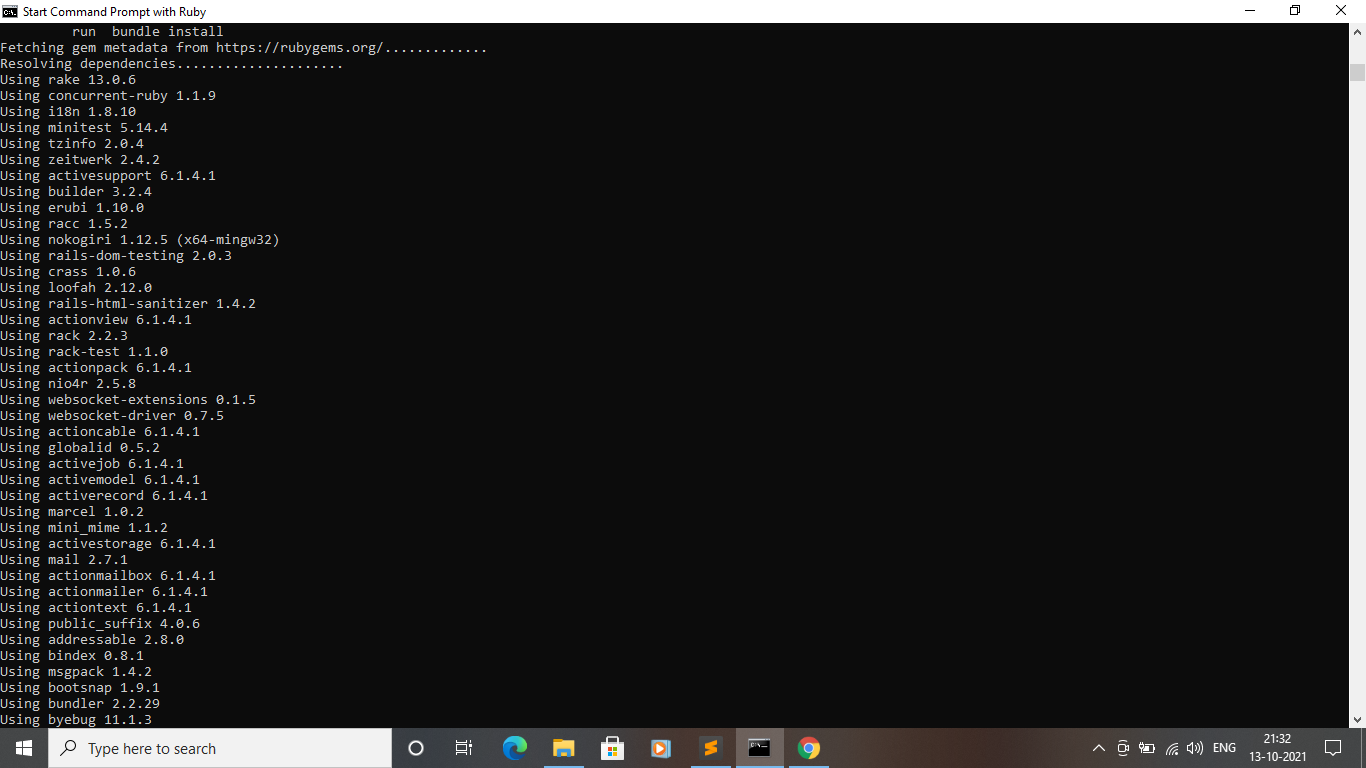 Start Command Prompt with Ruby
run  bundle install
Fetching gem metadata from https://rubygems.org/.............
Resolving dependencies.....................
Using rake 13.0.6
Using concurrent-ruby 1.1.9
Using i18n 1.8.10
Using minitest 5.14.4
Using tzinfo 2.0.4
Using zeitwerk 2.4.2
Using activesupport 6.1.4.1
Using builder 3.2.4
Using erubi 1.10.0
Using racc 1.5.2
Using nokogiri 1.12.5 (x64-mingw32)
Using rails-dom-testing 2.0.3
Using crass 1.0.6
Using loofah 2.12.0
Using rails-html-sanitizer 1.4.2
Using actionview 6.1.4.1
Using rack 2.2.3
Using rack-test 1.1.0
Using actionpack 6.1.4.1
Using nio4r 2.5.8
Using websocket-extensions 0.1.5
Using websocket-driver 0.7.5
Using actioncable 6.1.4.1
Using globalid 0.5.2
Using activejob 6.1.4.1
Using activemodel 6.1.4.1
Using activerecord 6.1.4.1
Using marcel 1.0.2
Using mini_mime 1.1.2
Using activestorage 6.1.4.1
Using mail 2.7.1
Using actionmailbox 6.1.4.1
Using actionmailer 6.1.4.1
Using actiontext 6.1.4.1
Using public_suffix 4.0.6
Using addressable 2.8.0
Using bindex 0.8.1
Using msgpack 1.4.2
Using bootsnap 1.9.1
Using bundler 2.2.29
Using byebug 11.1.3
Type here to search
ENG
21:32
13-10-2021